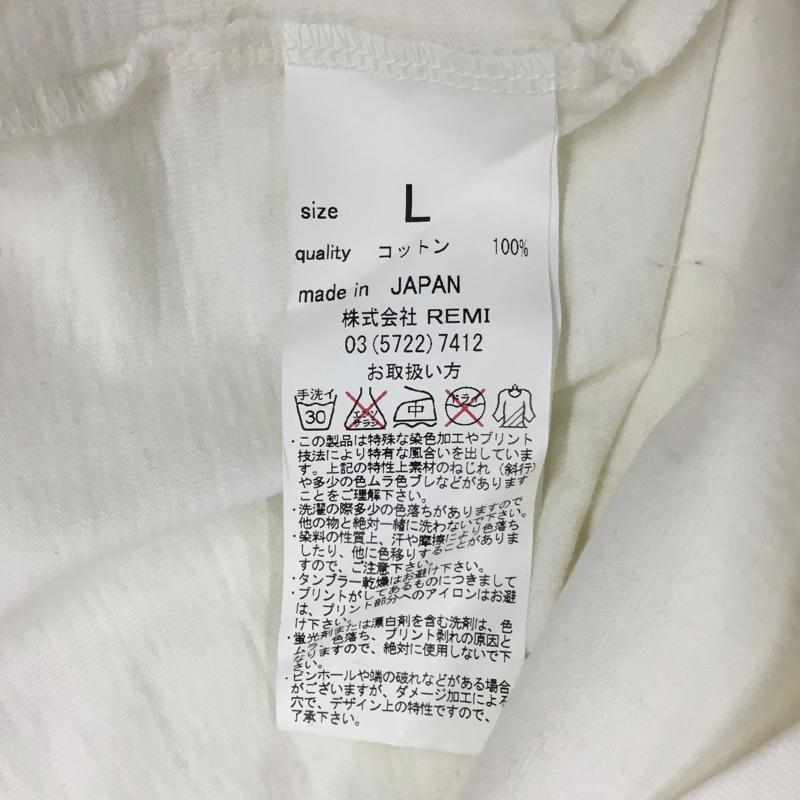 size L
quality コットン 100%
made in JAPAN
株式会社 REMI
03(5722)7412
お取扱い方
手洗イ 30 エンソサラシ 中 ドライ
・この製品は特殊な染色加工やプリント
技法により特有な風合いを出していま
す。上記の特性上素材のねじれ（斜行）
や多少の色ムラ色ブレなどがあります
ことをご理解下さい。
・洗濯の際多少の色落ちがありますので
他の物と絶対一緒に洗わないで下さい。
・染料の性質上、汗や摩擦により色落ち
したり、他に色移りすることがありま
すので、ご注意下さい。
・タンブラー乾燥はお避け下さい。
・プリントがしてあるものにつきまして
は、プリント部分へのアイロンはお避
け下さい。
・蛍光剤または漂白剤を含む洗剤は、色
ムラ、色落ち、プリント剥れの原因と
なりますので、絶対に使用しないで下
さい。
・ピンホールや端の破れなどがある場合
がございますが、ダメージ加工による
穴で、デザイン上の特性ですので、
了承下さい。